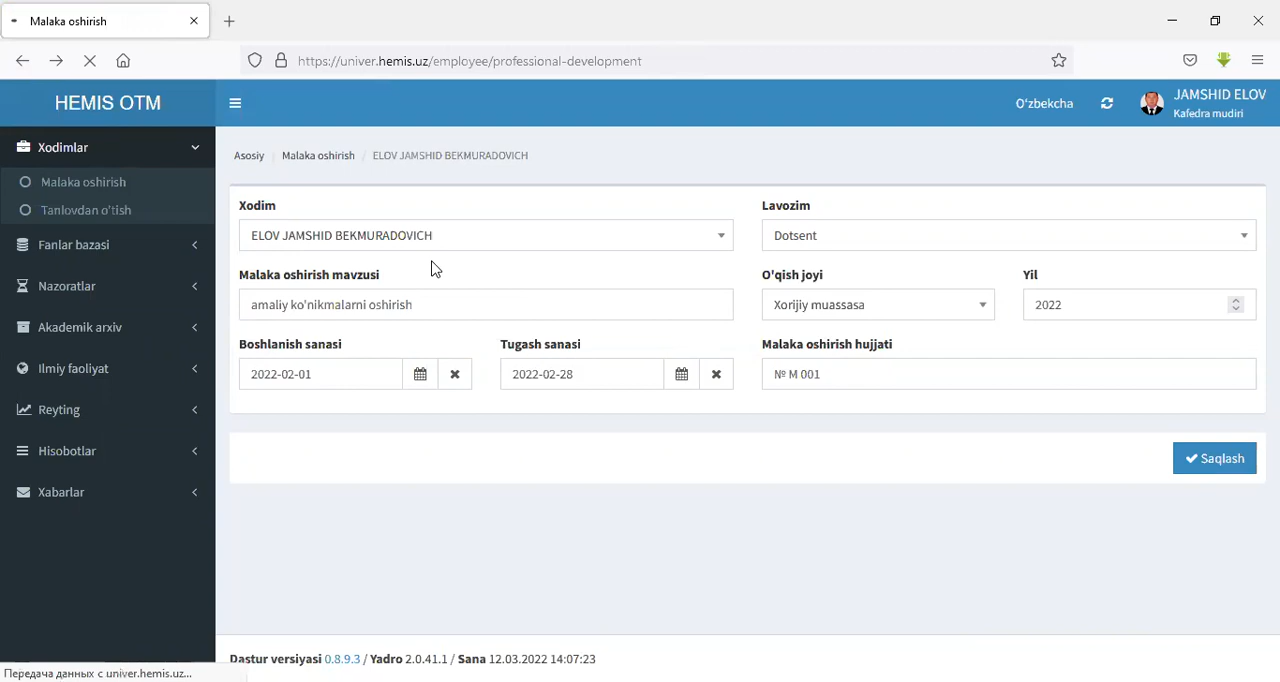 Malaka oshirish
https://univer.hemis.uz/employee/professional-development
HEMIS OTM
O'zbekcha
JAMSHID ELOV
Kafedra mudiri
Xodimlar
Malaka oshirish
Tanlovdan o'tish
Fanlar bazasi
Nazoratlar
Akademik arxiv
Ilmiy faoliyat
Reyting
Hisobotlar
Xabarlar
Asosiy / Malaka oshirish / ELOV JAMSHID BEKMURADOVICH
Xodim
ELOV JAMSHID BEKMURADOVICH
Lavozim
Dotsent
Malaka oshirish mavzusi
amaliy ko'nikmalarni oshirish
O'qish joyi
Xorijiy muassasa
Yil
2022
Boshlanish sanasi
2022-02-01
Tugash sanasi
2022-02-28
Malaka oshirish hujjati
№ M 001
Saqlash
Dastur versiyasi 0.8.9.3 / Yadro 2.0.41.1 / Sana 12.03.2022 14:07:23
Передача данных с univer.hemis.uz...